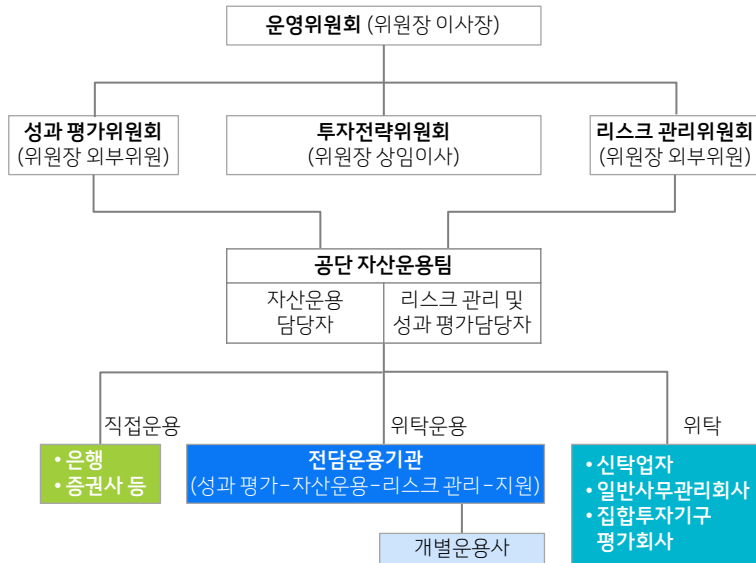 운영위원회 (위원장 이사장)
성과 평가위원회
(위원장 외부위원)
투자전략위원회
(위원장 상임이사)
리스크 관리위원회
(위원장 외부위원)
공단 자산운용팀
자산운용
담당자
리스크 관리 및
성과 평가담당자
직접운용
위탁운용
위탁
• 은행
• 증권사 등
전담운용기관
(성과 평가-자산운용-리스크 관리-지원)
• 신탁업자
• 일반사무관리회사
• 집합투자기구
평가회사
개별운용사